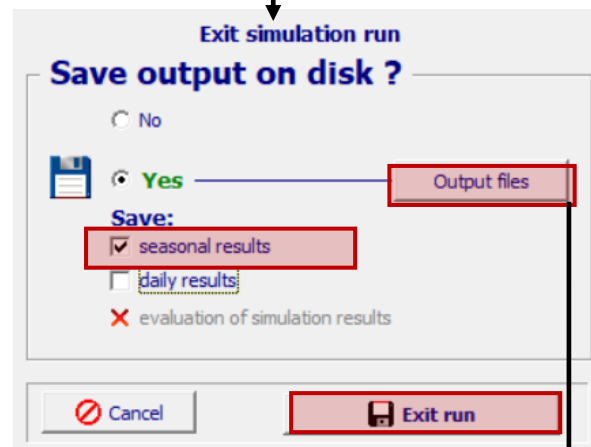 Exit simulation run
Save output on disk ?
No
Yes Output files
Save:
seasonal results
daily results
evaluation of simulation results
Cancel Exit run